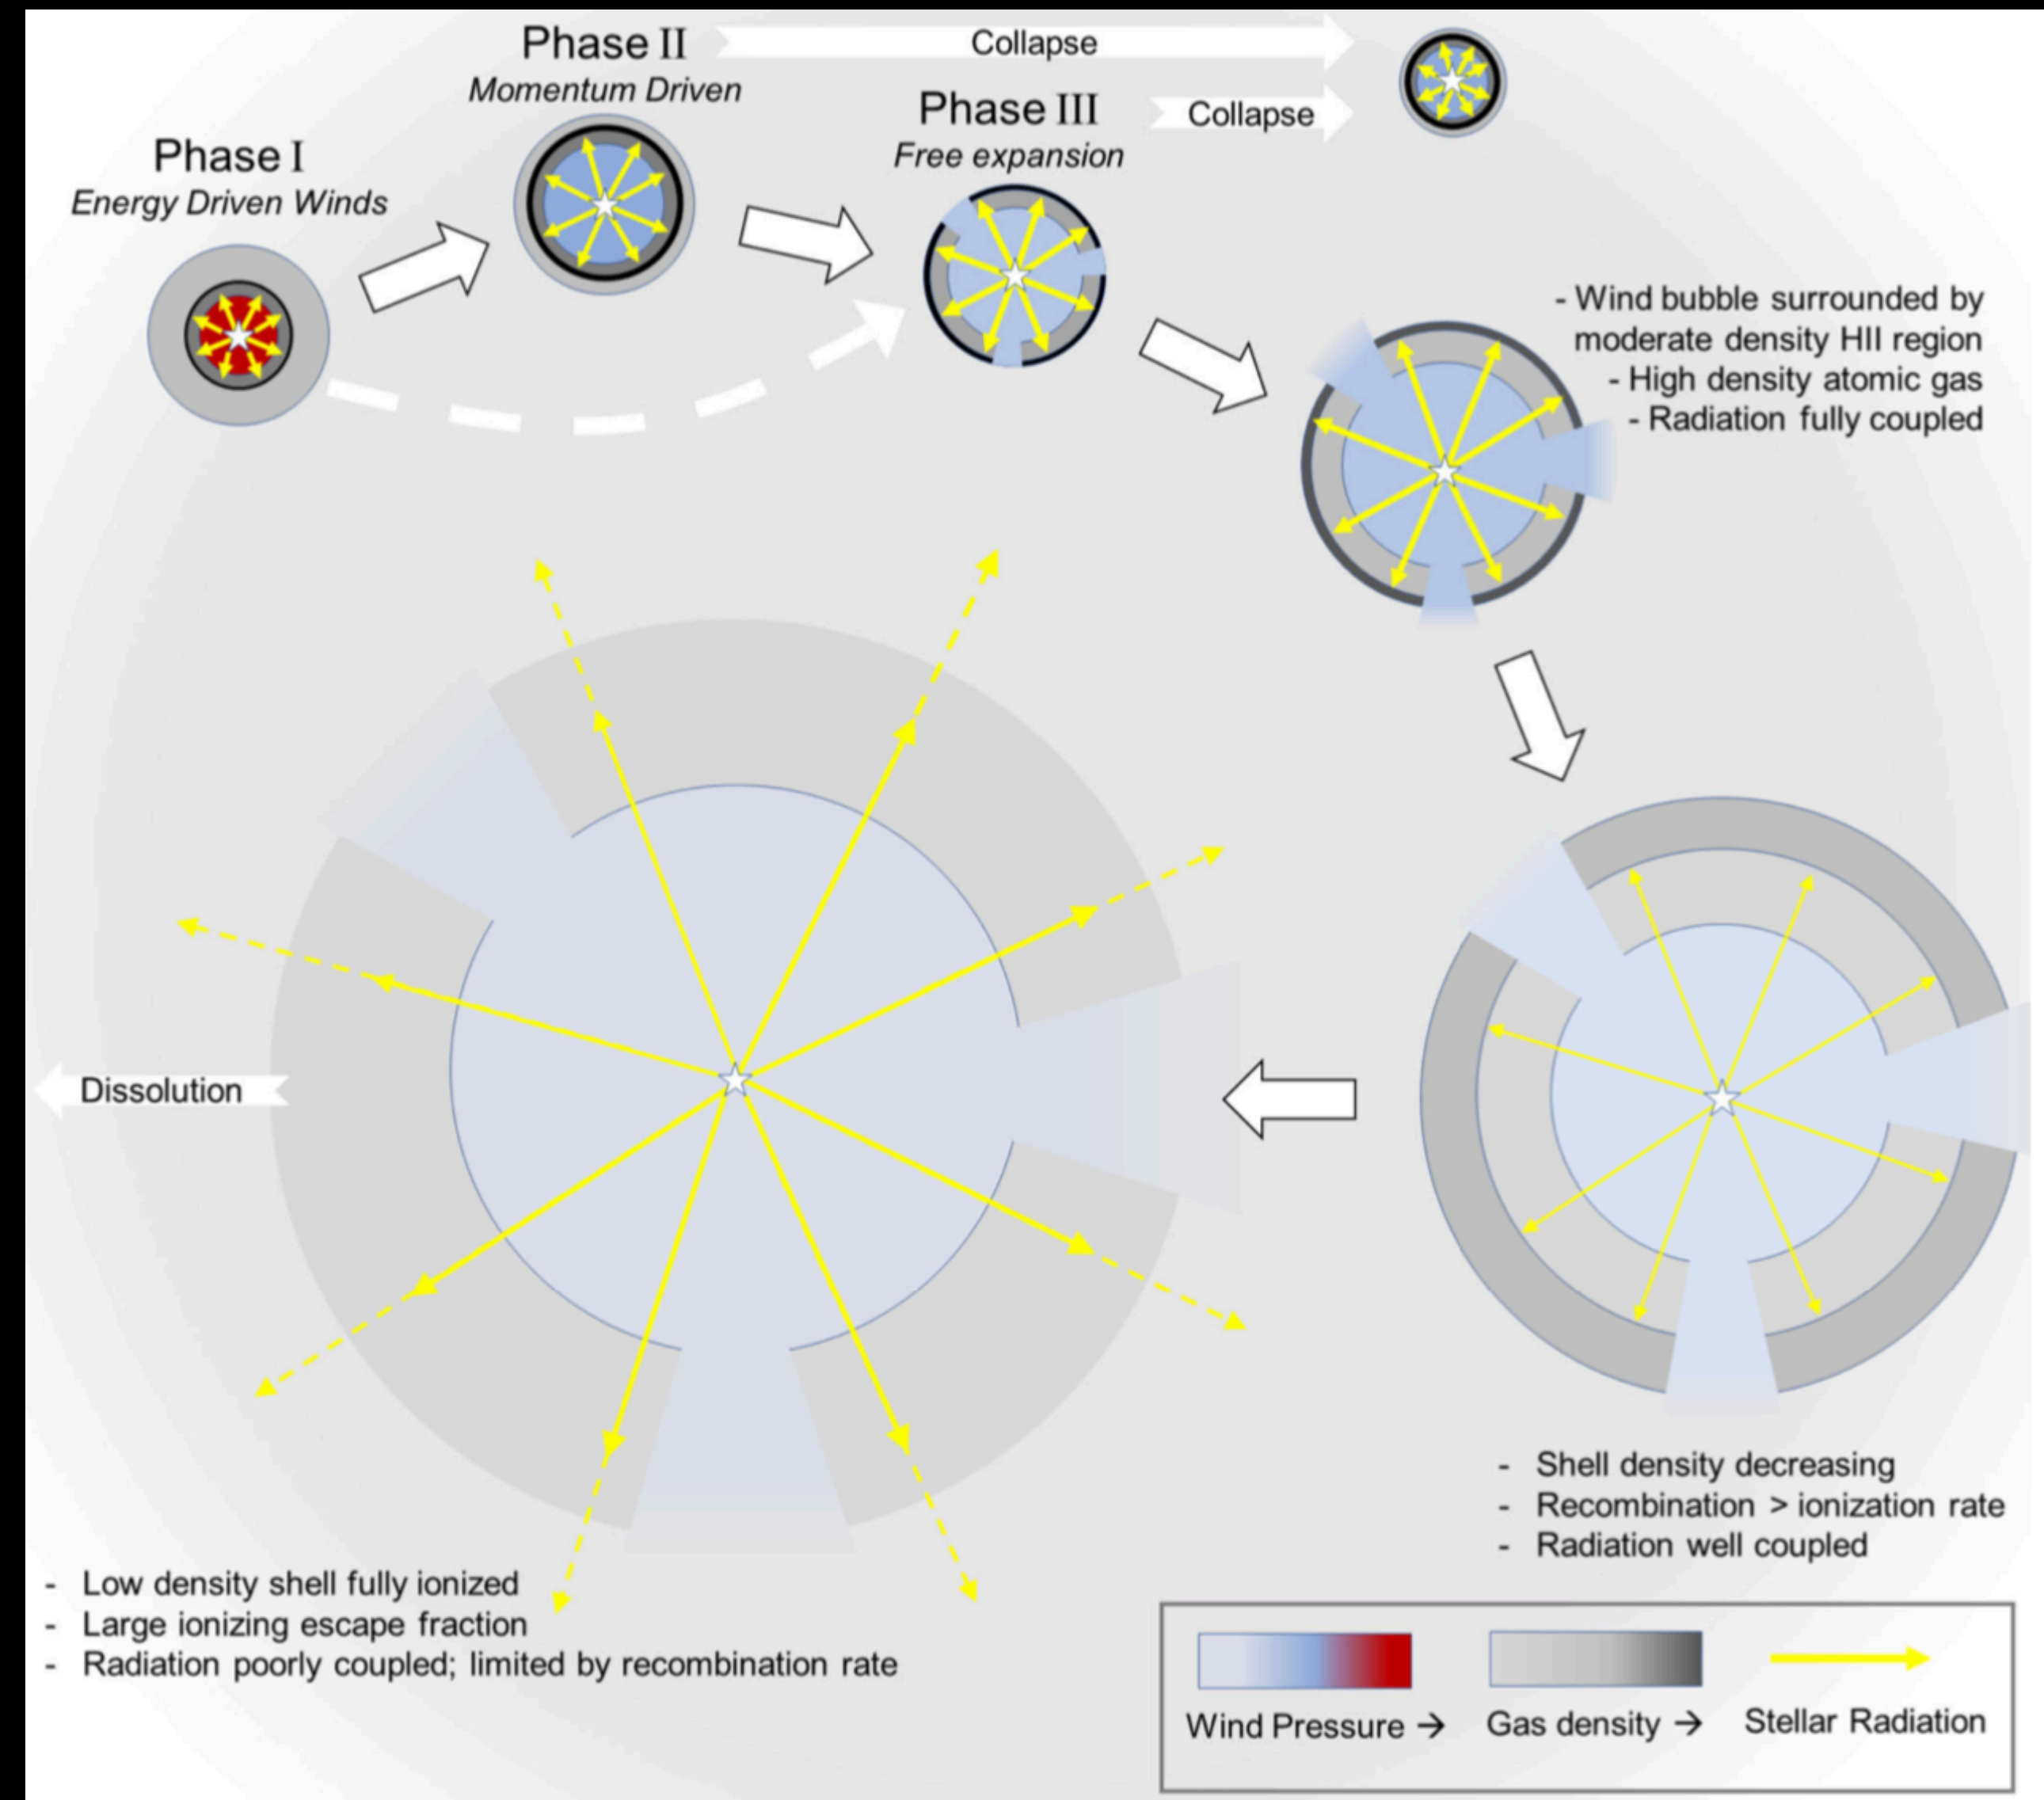 Phase II
Momentum Driven
Collapse
Phase III
Free expansion
Collapse
Phase I
Energy Driven Winds
- Wind bubble surrounded by
moderate density HII region
- High density atomic gas
- Radiation fully coupled
Dissolution
- Shell density decreasing
- Recombination > ionization rate
- Radiation well coupled
- Low density shell fully ionized
- Large ionizing escape fraction
- Radiation poorly coupled; limited by recombination rate
Wind Pressure →
Gas density →
Stellar Radiation